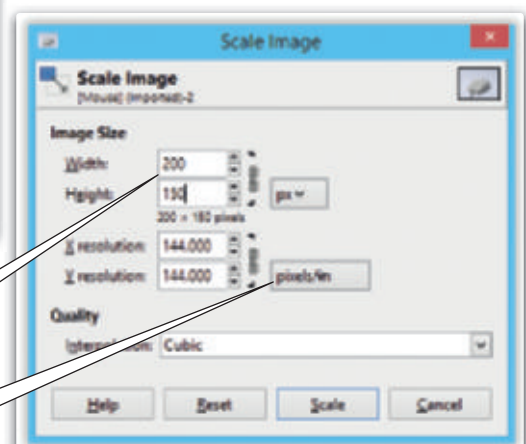 Scale Image
Scale Image
[Mouse] (imported)-2
Image Size
Width: 200
Height: 150 px
200 × 150 pixels
X resolution: 144.000
Y resolution: 144.000 pixels/in
Quality
Interpolation: Cubic
Help Reset Scale Cancel